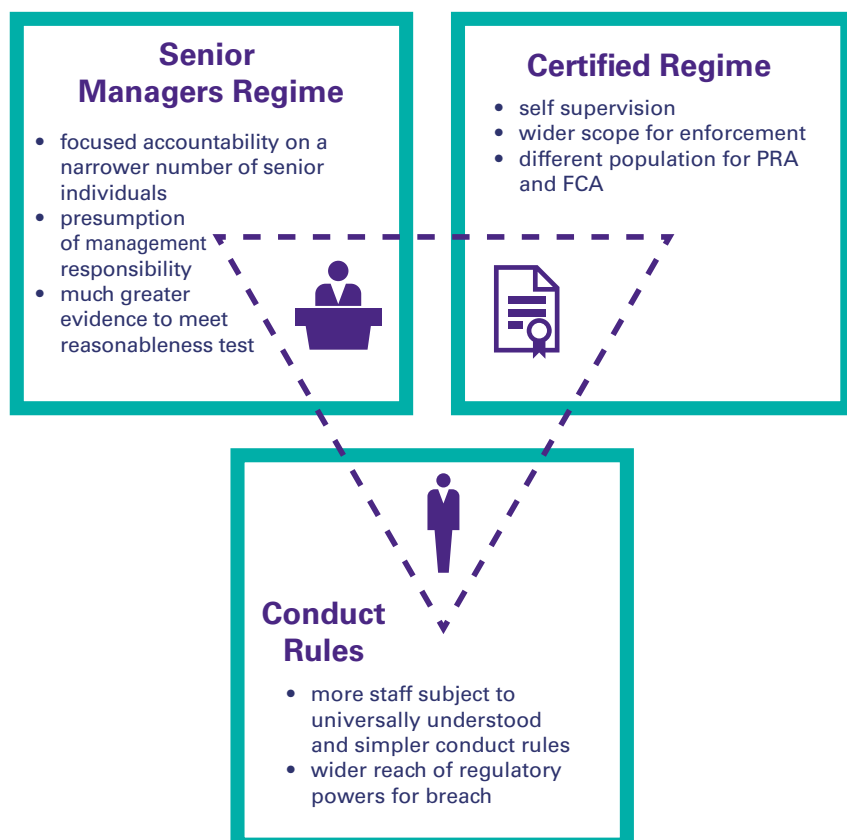 Senior
Managers Regime
• focused accountability on a
narrower number of senior
individuals
• presumption
of management
responsibility
• much greater
evidence to meet
reasonableness test
Certified Regime
• self supervision
• wider scope for enforcement
• different population for PRA
and FCA
Conduct
Rules
• more staff subject to
universally understood
and simpler conduct rules
• wider reach of regulatory
powers for breach